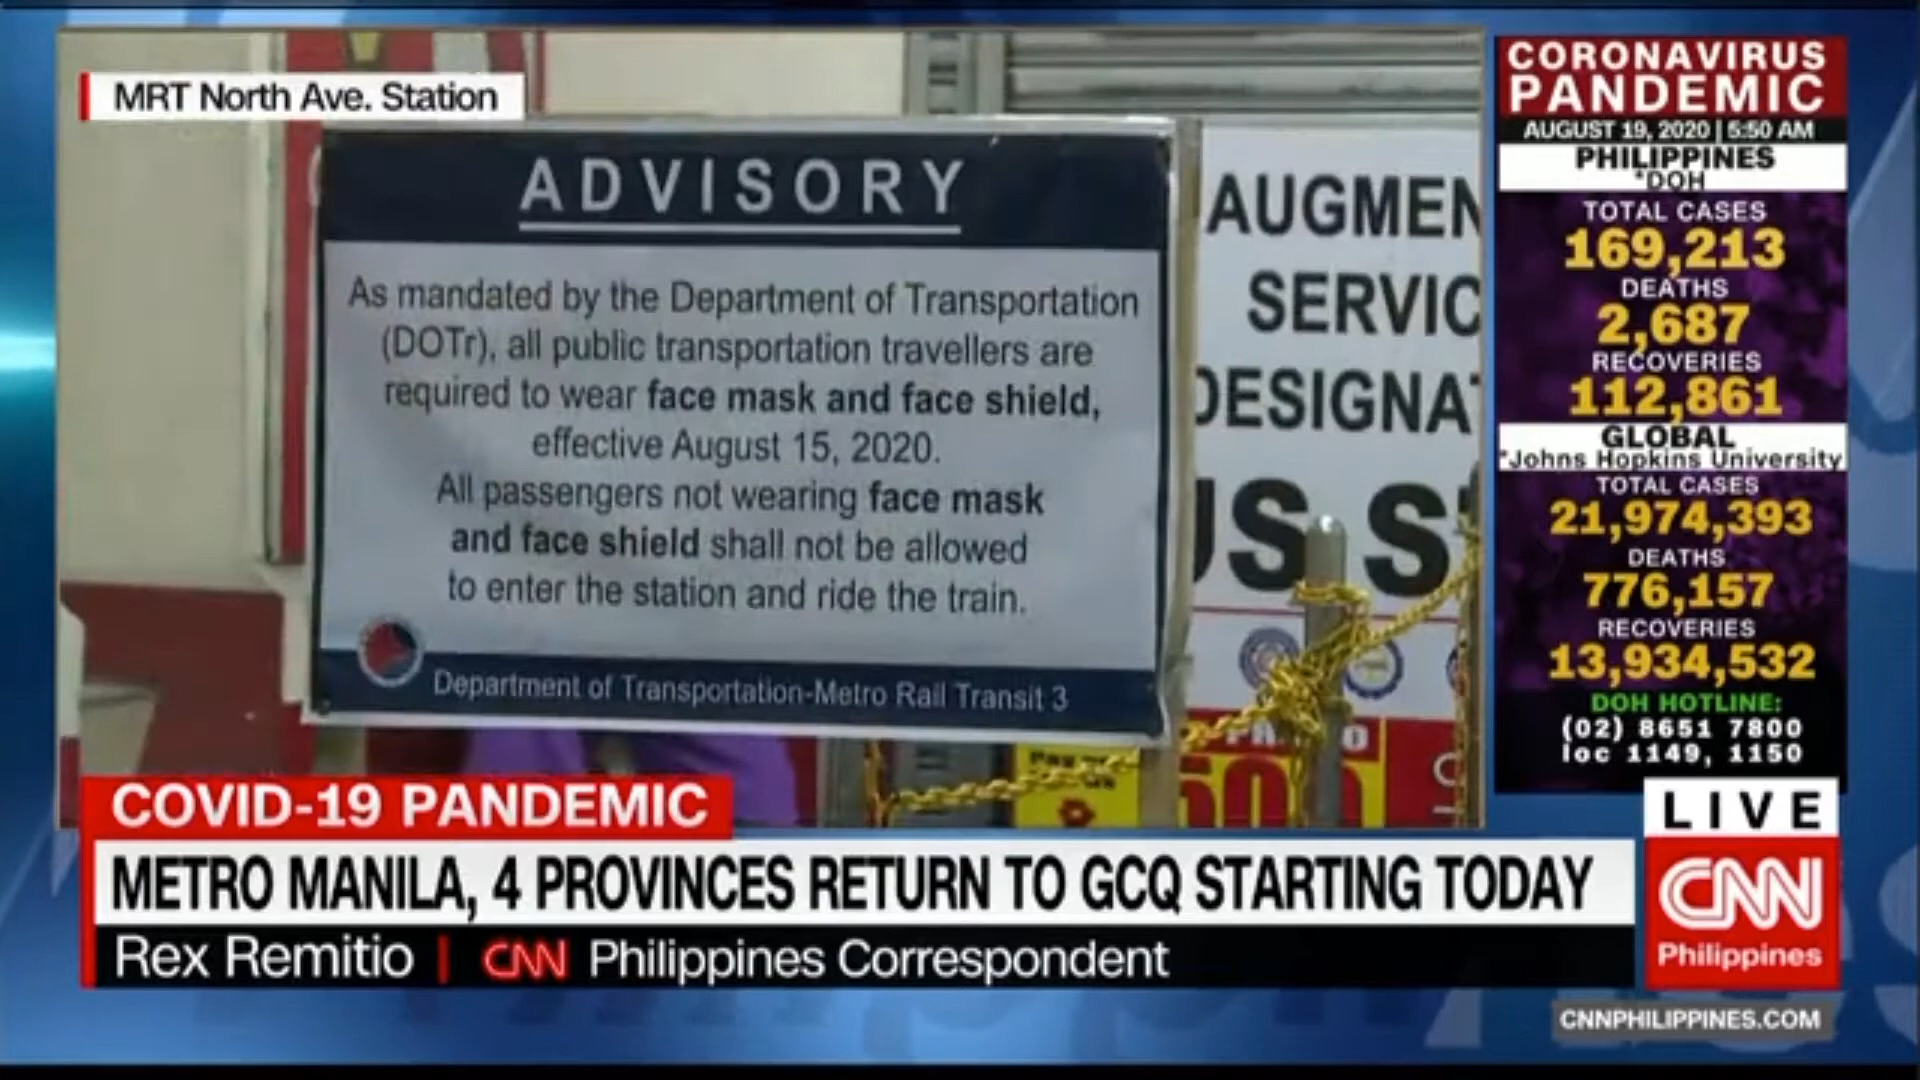 MRT North Ave. Station
ADVISORY
As mandated by the Department of Transportation
(DOTr), all public transportation travellers are
required to wear face mask and face shield,
effective August 15, 2020.
All passengers not wearing face mask
and face shield shall not be allowed
to enter the station and ride the train.
Department of Transportation-Metro Rail Transit 3
AUGMEN
SERVIC
DESIGNAT
US ST
500
COVID-19 PANDEMIC
METRO MANILA, 4 PROVINCES RETURN TO GCQ STARTING TODAY
Rex Remitio | CNN Philippines Correspondent
CORONAVIRUS
PANDEMIC
AUGUST 19, 2020 | 5:50 AM
PHILIPPINES
*DOH
TOTAL CASES
169,213
DEATHS
2,687
RECOVERIES
112,861
GLOBAL
*Johns Hopkins University
TOTAL CASES
21,974,393
DEATHS
776,157
RECOVERIES
13,934,532
DOH HOTLINE:
(02) 8651 7800
loc 1149, 1150
LIVE
CNN
Philippines
CNNPHILIPPINES.COM